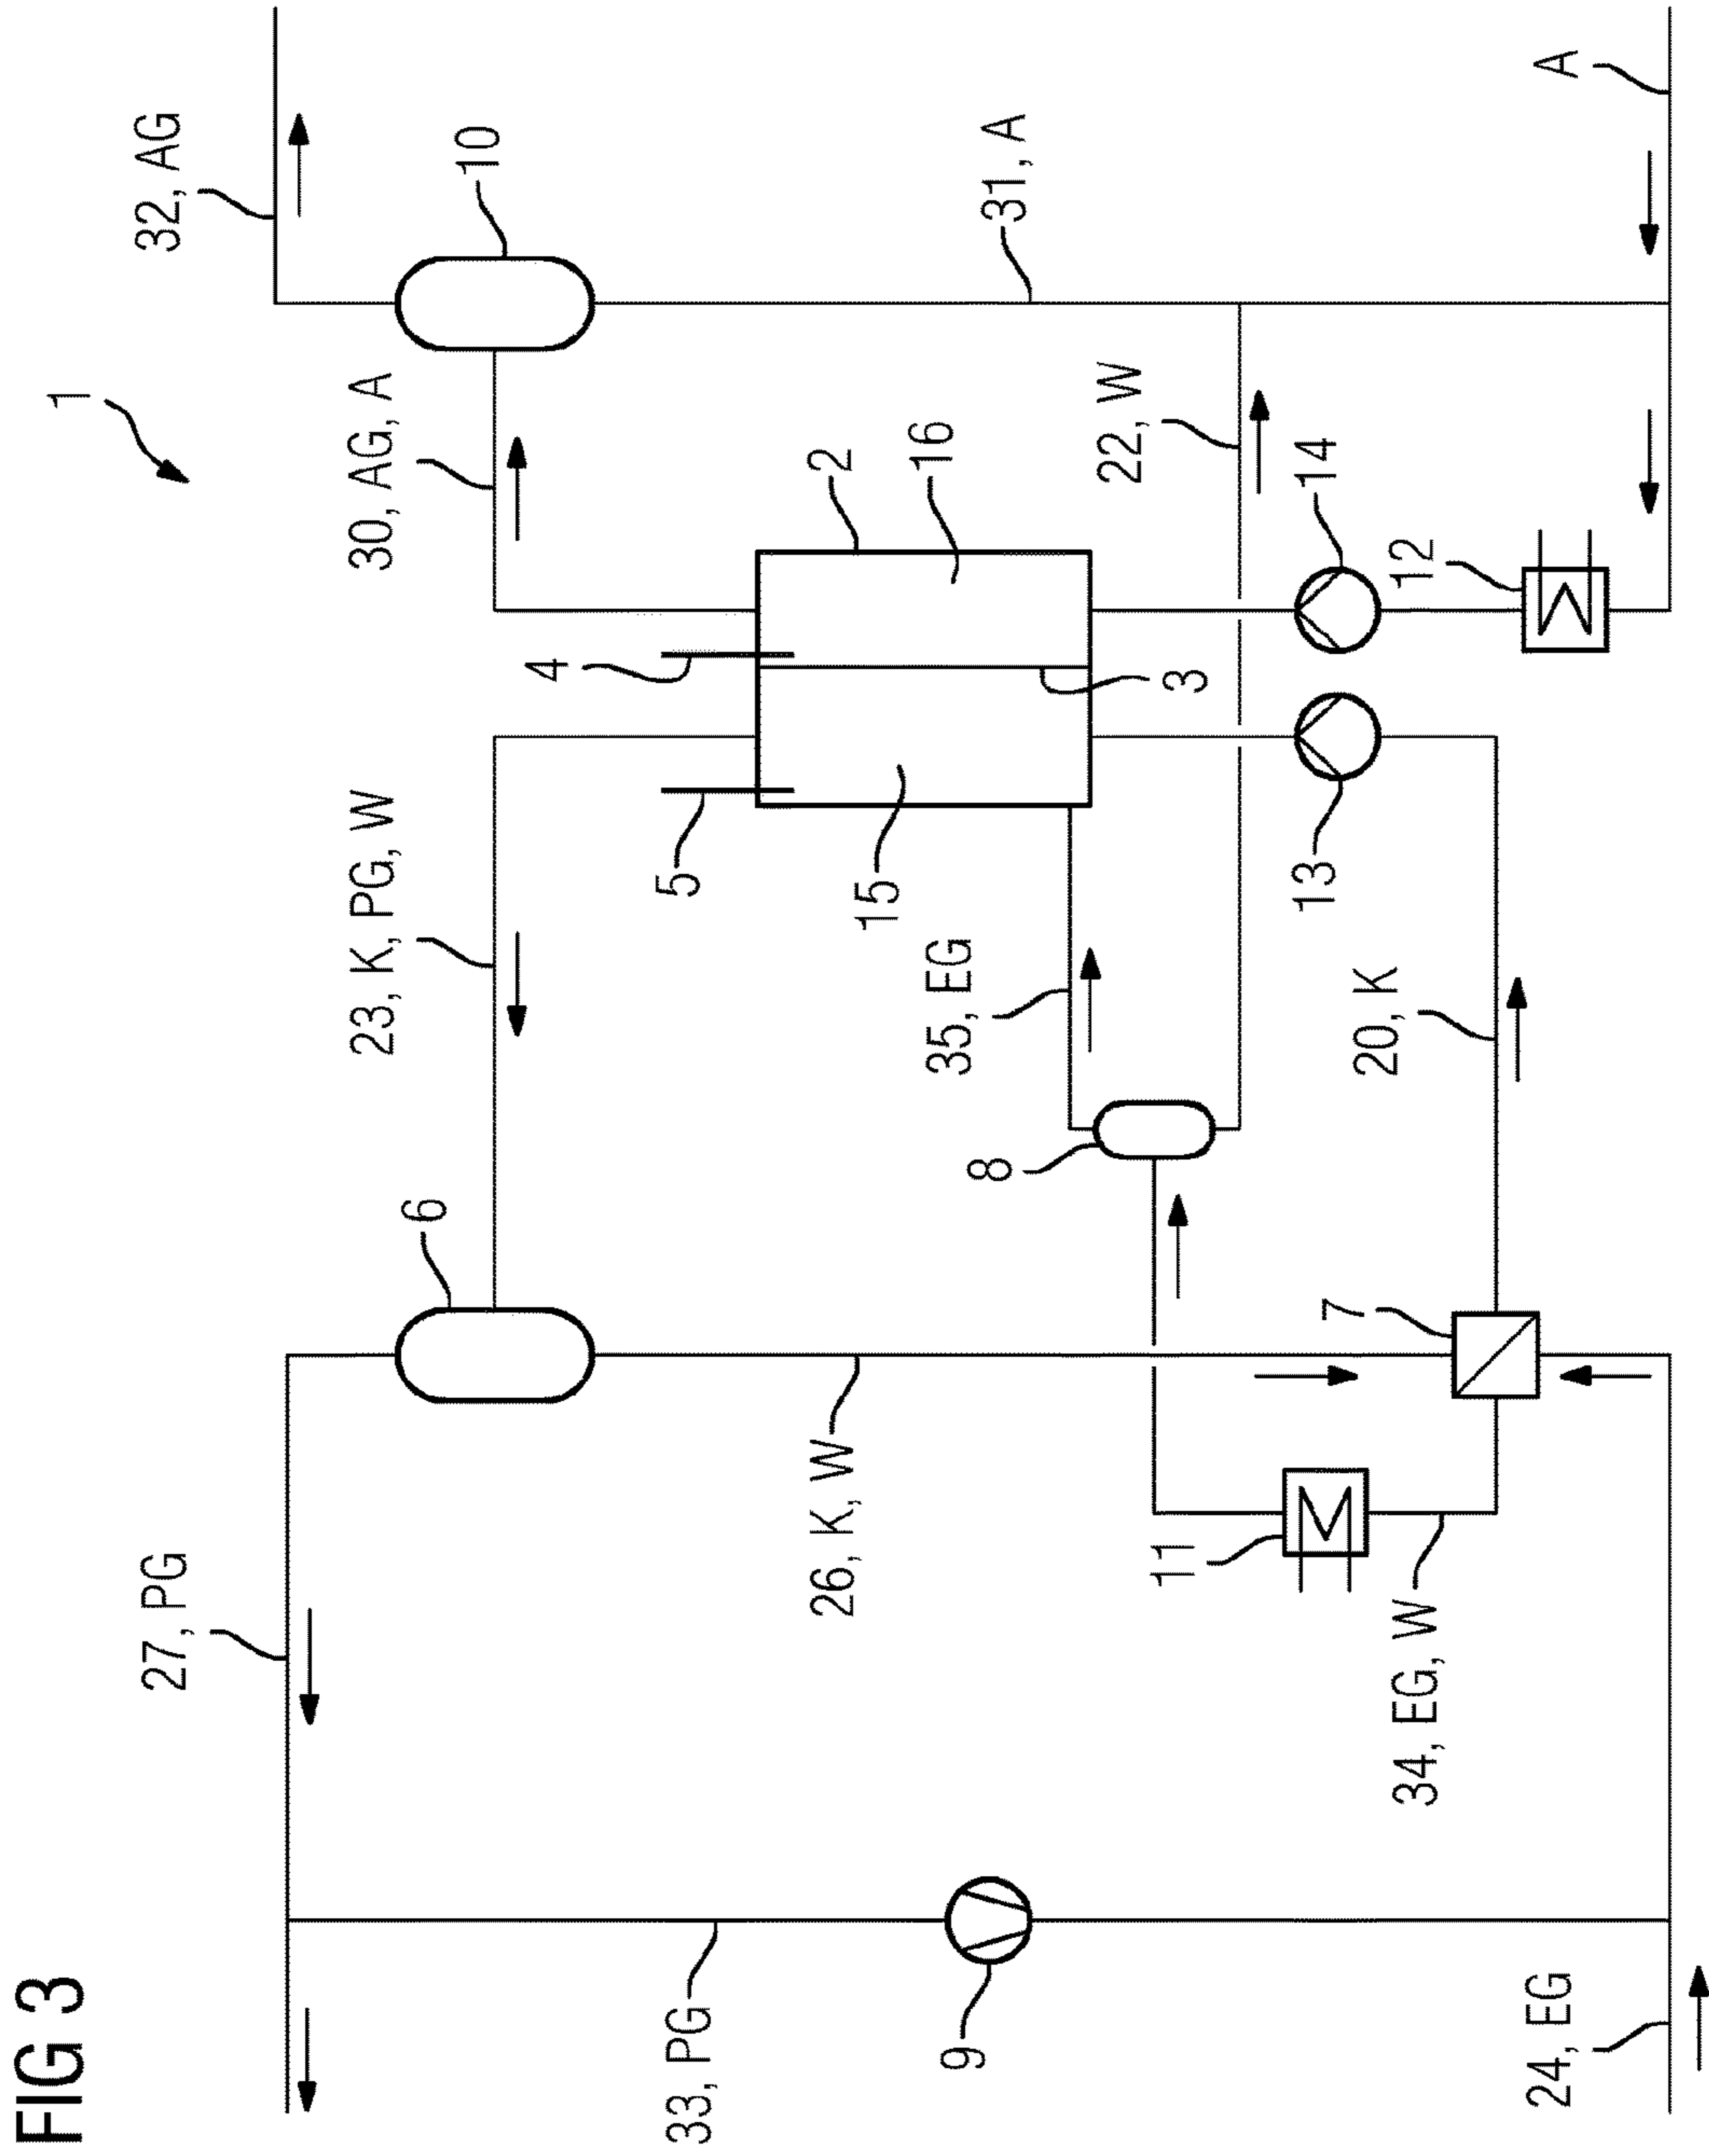 FIG 3
1
27, PG
23, K, PG, W
30, AG, A
32, AG
6
10
4
5
2
16
15
3
33, PG
26, K, W
35, EG
31, A
8
22, W
9
11
13
14
7
20, K
12
34, EG, W
24, EG
A